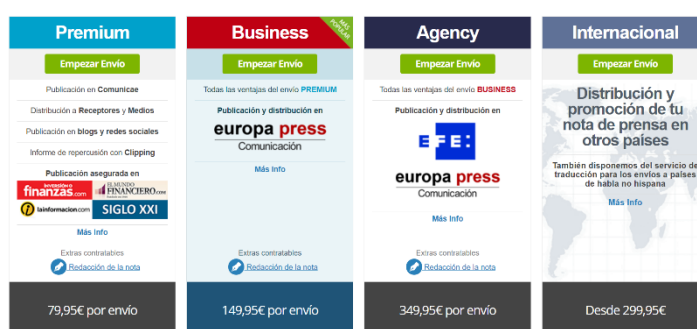 Premium
Empezar Envío
Publicación en Comunicae
Distribución a Receptores y Medios
Publicación en blogs y redes sociales
Informe de repercusión con Clipping
Publicación asegurada en
INVERSIÓN &
finanzas.com
EL MUNDO
FINANCIERO.com
lainformacion.com
SIGLO XXI
Más Info
Extras contratables
Redacción de la nota
79,95€ por envío
MÁS
POPULAR
Business
Empezar Envío
Todas las ventajas del envío PREMIUM
Publicación y distribución en
europa press
Comunicación
Más Info
Extras contratables
Redacción de la nota
149,95€ por envío
Agency
Empezar Envío
Todas las ventajas del envío BUSINESS
Publicación y distribución en
EFE:
europa press
Comunicación
Más Info
Extras contratables
Redacción de la nota
349,95€ por envío
Internacional
Empezar Envío
Distribución y
promoción de tu
nota de prensa en
otros países
También disponemos del servicio de
traducción para los envíos a países
de habla no hispana
Más Info
Desde 299,95€